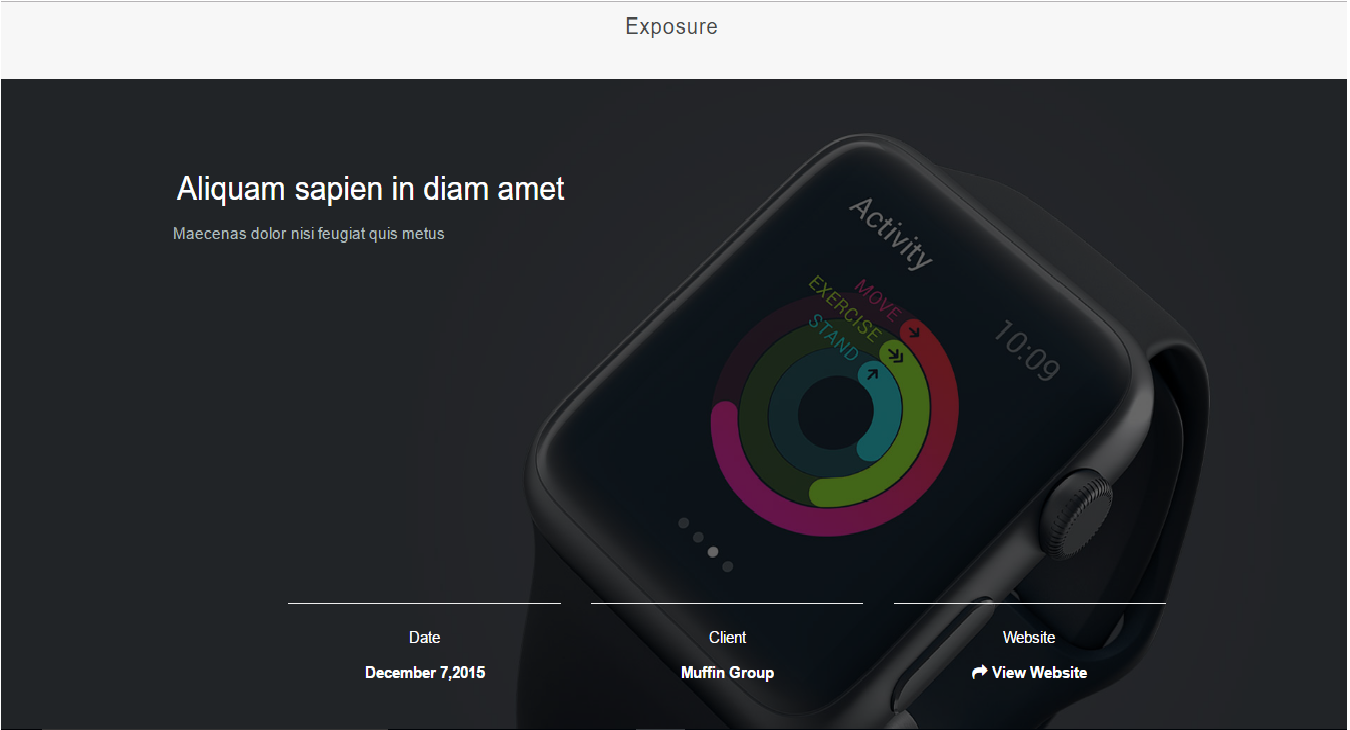 Exposure
Aliquam sapien in diam amet
Maecenas dolor nisi feugiat quis metus
Activity
MOVE
EXERCISE
STAND
10:09
Date
Client
Website
December 7,2015
Muffin Group
View Website